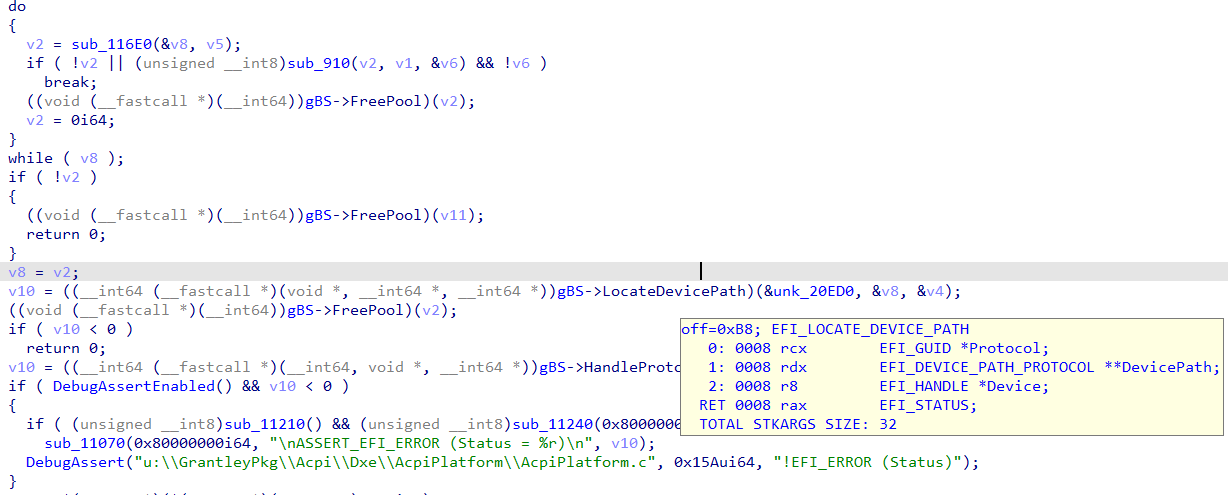 do
{
  v2 = sub_116E0(&v8, v5);
  if ( !v2 || (unsigned __int8)sub_910(v2, v1, &v6) && !v6 )
    break;
  ((void (__fastcall *)(__int64))gBS->FreePool)(v2);
  v2 = 0i64;
}
while ( v8 );
if ( !v2 )
{
  ((void (__fastcall *)(__int64))gBS->FreePool)(v11);
  return 0;
}
v8 = v2;
v10 = ((__int64 (__fastcall *)(void *, __int64 *, __int64 *))gBS->LocateDevicePath)(&unk_20ED0, &v8, &v4);
((void (__fastcall *)(__int64))gBS->FreePool)(v2);
if ( v10 < 0 )
  return 0;
v10 = ((__int64 (__fastcall *)(__int64, void *, __int64 *))gBS->HandleProtc
if ( DebugAssertEnabled() && v10 < 0 )
{
  if ( (unsigned __int8)sub_11210() && (unsigned __int8)sub_11240(0x8000000
    sub_11070(0x80000000i64, "\nASSERT_EFI_ERROR (Status = %r)\n", v10);
  DebugAssert("u:\\GrantleyPkg\\Acpi\\Dxe\\AcpiPlatform\\AcpiPlatform.c", 0x15Aui64, "!EFI_ERROR (Status)");
}
off=0xB8; EFI_LOCATE_DEVICE_PATH
  0: 0008 rcx       EFI_GUID *Protocol;
  1: 0008 rdx       EFI_DEVICE_PATH_PROTOCOL **DevicePath;
  2: 0008 r8        EFI_HANDLE *Device;
 RET 0008 rax       EFI_STATUS;
 TOTAL STKARGS SIZE: 32